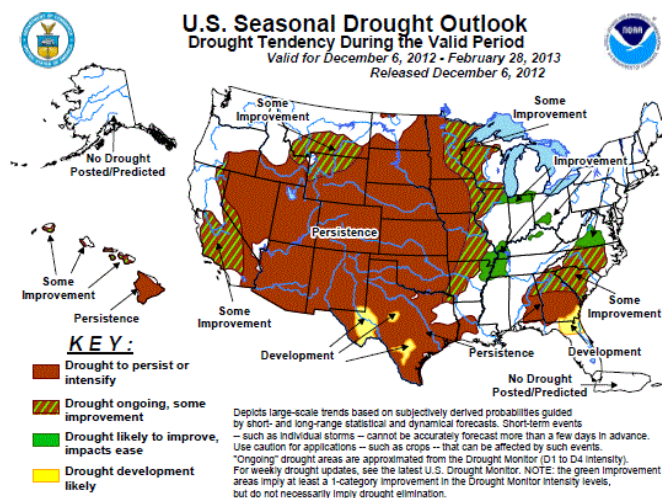 U.S. Seasonal Drought Outlook
Drought Tendency During the Valid Period
Valid for December 6, 2012 - February 28, 2013
Released December 6, 2012
NOAA
Some
Improvement
Some
Improvement
No Drought
Posted/Predicted
Improvement
Persistence
Some
Improvement
Persistence
Some
Improvement
Some
Improvement
Development
Persistence
Development
No Drought
Posted/Predicted
KEY:
Drought to persist or
intensify
Drought ongoing, some
improvement
Drought likely to improve,
impacts ease
Drought development
likely
Depicts large-scale trends based on subjectively derived probabilities guided
by short- and long-range statistical and dynamical forecasts. Short-term events
-- such as individual storms -- cannot be accurately forecast more than a few days in advance.
Use caution for applications -- such as crops -- that can be affected by such events.
"Ongoing" drought areas are approximated from the Drought Monitor (D1 to D4 intensity).
For weekly drought updates, see the latest U.S. Drought Monitor. NOTE: the green improvement
areas imply at least a 1-category improvement in the Drought Monitor intensity levels,
but do not necessarily imply drought elimination.